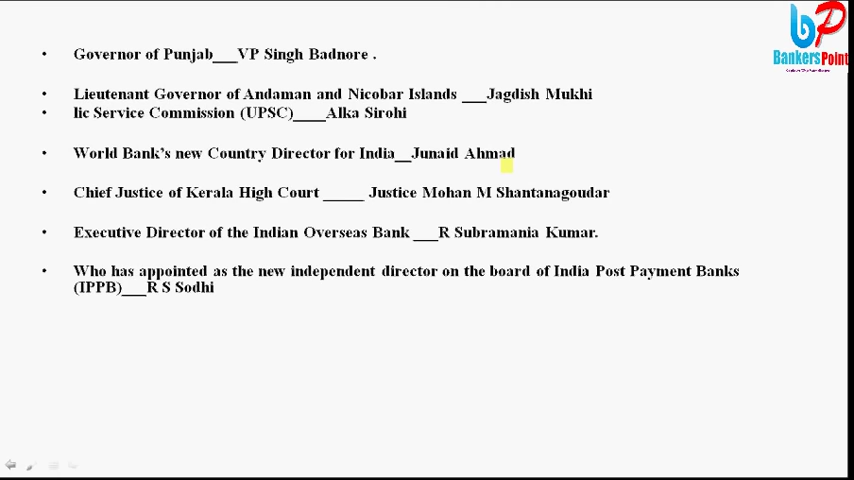 bp
BankersPoint
• Governor of Punjab___VP Singh Badnore .
• Lieutenant Governor of Andaman and Nicobar Islands ___Jagdish Mukhi
• lic Service Commission (UPSC)____Alka Sirohi
• World Bank's new Country Director for India__Junaid Ahmad
• Chief Justice of Kerala High Court _____ Justice Mohan M Shantanagoudar
• Executive Director of the Indian Overseas Bank ___R Subramania Kumar.
• Who has appointed as the new independent director on the board of India Post Payment Banks
(IPPB)___R S Sodhi